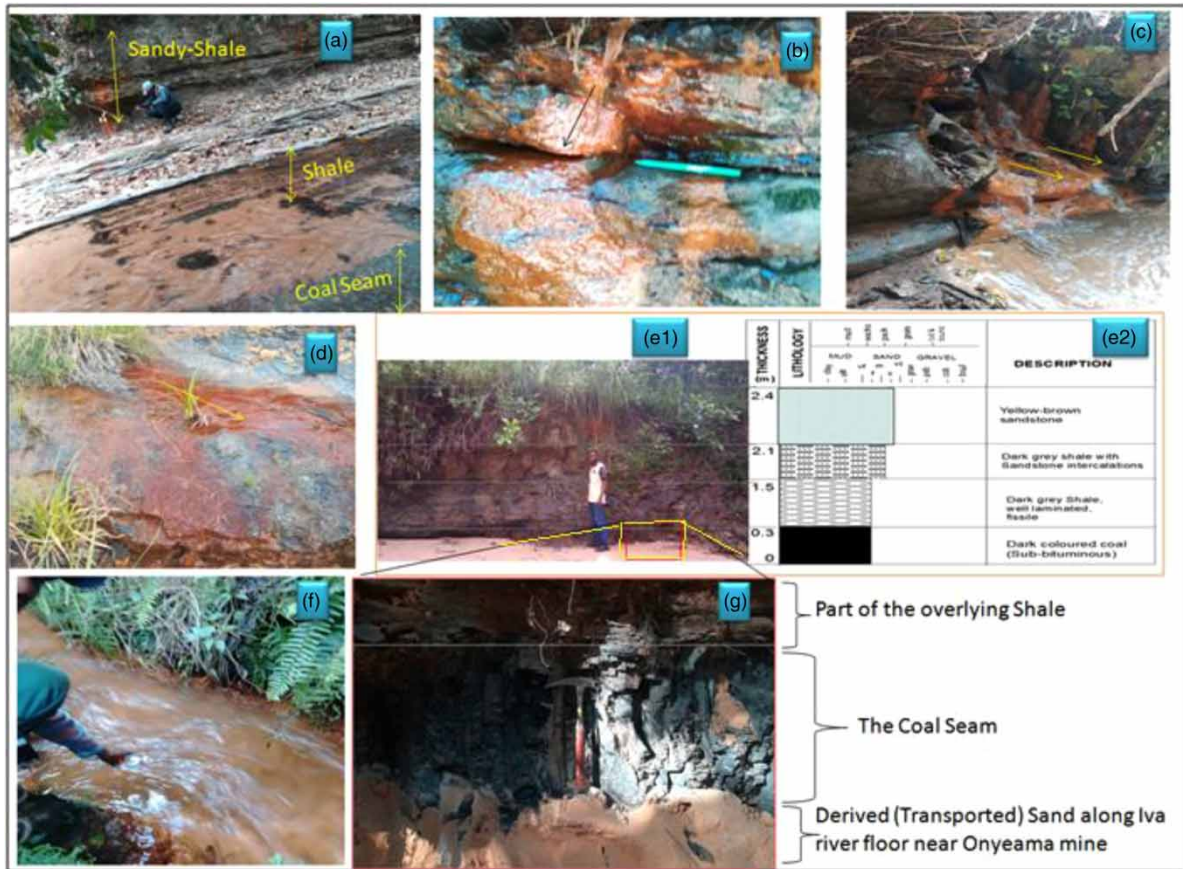 (a)
Sandy-Shale
Shale
Coal Seam
(b)
(c)
(d)
(e1)
(e2)
THICKNESS
(m)
LITHOLOGY
MUD SAND GRAVEL
DESCRIPTION
2.4
Yellow-brown
sandstone
2.1
Dark grey shale with
Sandstone intercalations
1.5
Dark grey Shale,
well laminated,
fissile
0.3
Dark coloured coal
(Sub-bituminous)
0
(f)
(g)
Part of the overlying Shale
The Coal Seam
Derived (Transported) Sand along Iva
river floor near Onyeama mine